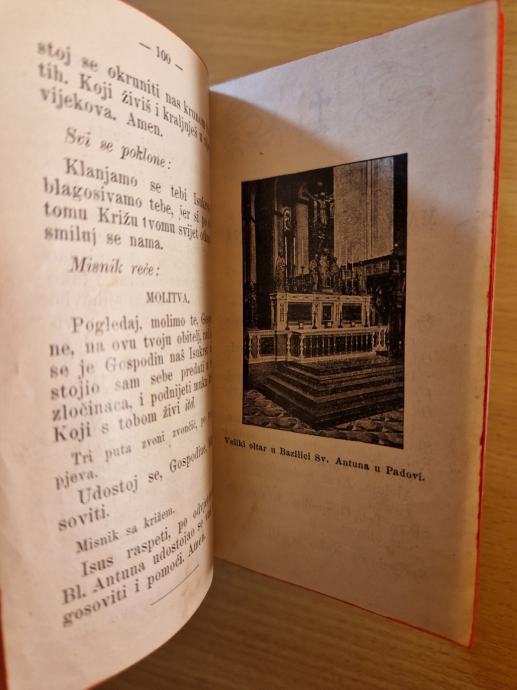 — 100 —
stoj se okruniti nas
tih. Koji živiš i kraljuješ
vijekova. Amen.
Svi se poklone:
Klanjamo se tebi
blagosivamo tebe, jer si
tomu Križu tvomu svijet
smiluj se nama.
Misnik reče:
MOLITVA.
Pogledaj, molimo te,
ne, na ovu tvoju obitelj,
se je Gospodin naš
stojio sam sebe predati
zločinaca, i podnijeti muku
Koji s tobom živi itd.
Tri puta zvoni zvončić,
pjeva.
Udostoj se, Gospodine,
soviti.
Misnik sa križem.
Isus raspeti, po
Bl. Antuna udostojao se
gosoviti i pomoći. Amen.
Veliki oltar u Bazilici Sv. Antuna u Padovi.